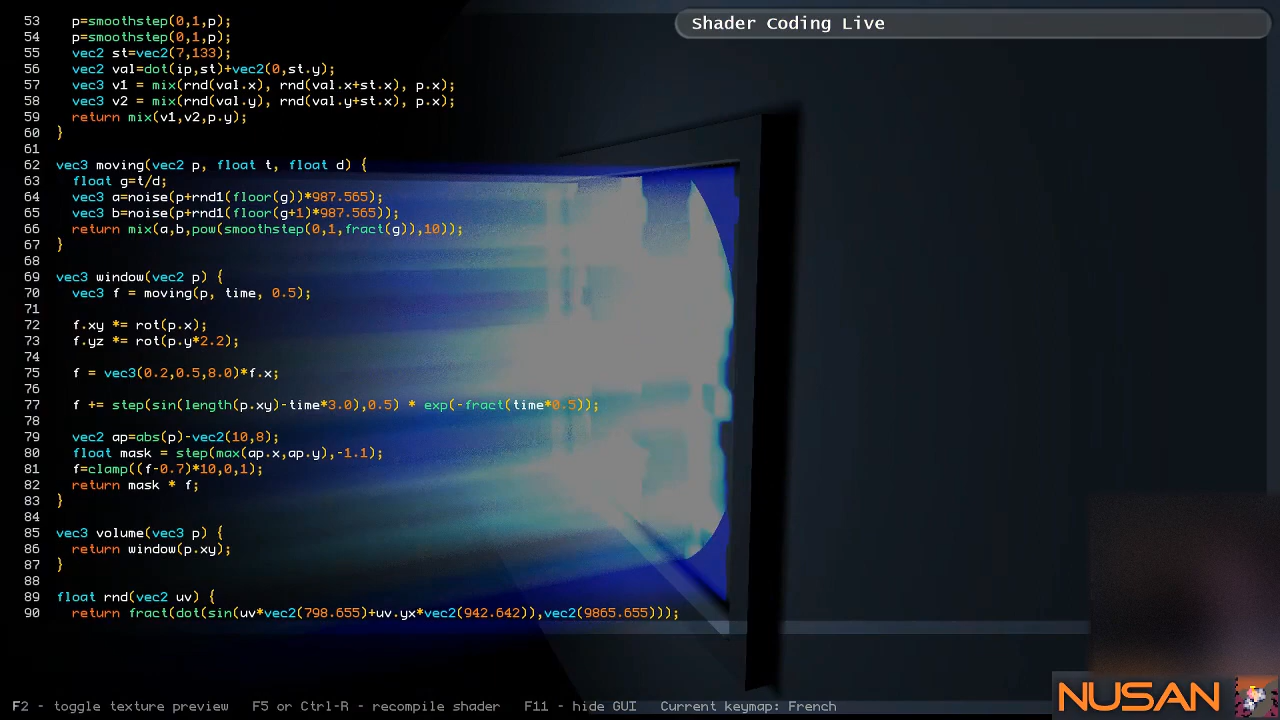 Shader Coding Live
53 p=smoothstep(0,1,p);
54 p=smoothstep(0,1,p);
55 vec2 st=vec2(7,133);
56 vec2 val=dot(ip,st)+vec2(0,st.y);
57 vec3 v1 = mix(rnd(val.x), rnd(val.x+st.x), p.x);
58 vec3 v2 = mix(rnd(val.y), rnd(val.y+st.x), p.x);
59 return mix(v1,v2,p.y);
60 }
61
62 vec3 moving(vec2 p, float t, float d) {
63 float g=t/d;
64 vec3 a=noise(p+rnd1(floor(g))*987.565);
65 vec3 b=noise(p+rnd1(floor(g+1)*987.565));
66 return mix(a,b,pow(smoothstep(0,1,fract(g)),10));
67 }
68
69 vec3 window(vec2 p) {
70 vec3 f = moving(p, time, 0.5);
71
72 f.xy *= rot(p.x);
73 f.yz *= rot(p.y*2.2);
74
75 f = vec3(0.2,0.5,8.0)*f.x;
76
77 f += step(sin(length(p.xy)-time*3.0),0.5) * exp(-fract(time*0.5));
78
79 vec2 ap=abs(p)-vec2(10,8);
80 float mask = step(max(ap.x,ap.y),-1.1);
81 f=clamp((f-0.7)*10,0,1);
82 return mask * f;
83 }
84
85 vec3 volume(vec3 p) {
86 return window(p.xy);
87 }
88
89 float rnd(vec2 uv) {
90 return fract(dot(sin(uv*vec2(798.655)+uv.yx*vec2(942.642)),vec2(9865.655)));
F2 - toggle texture preview F5 or Ctrl-R - recompile shader F11 - hide GUI Current keymap: French
NUSAN